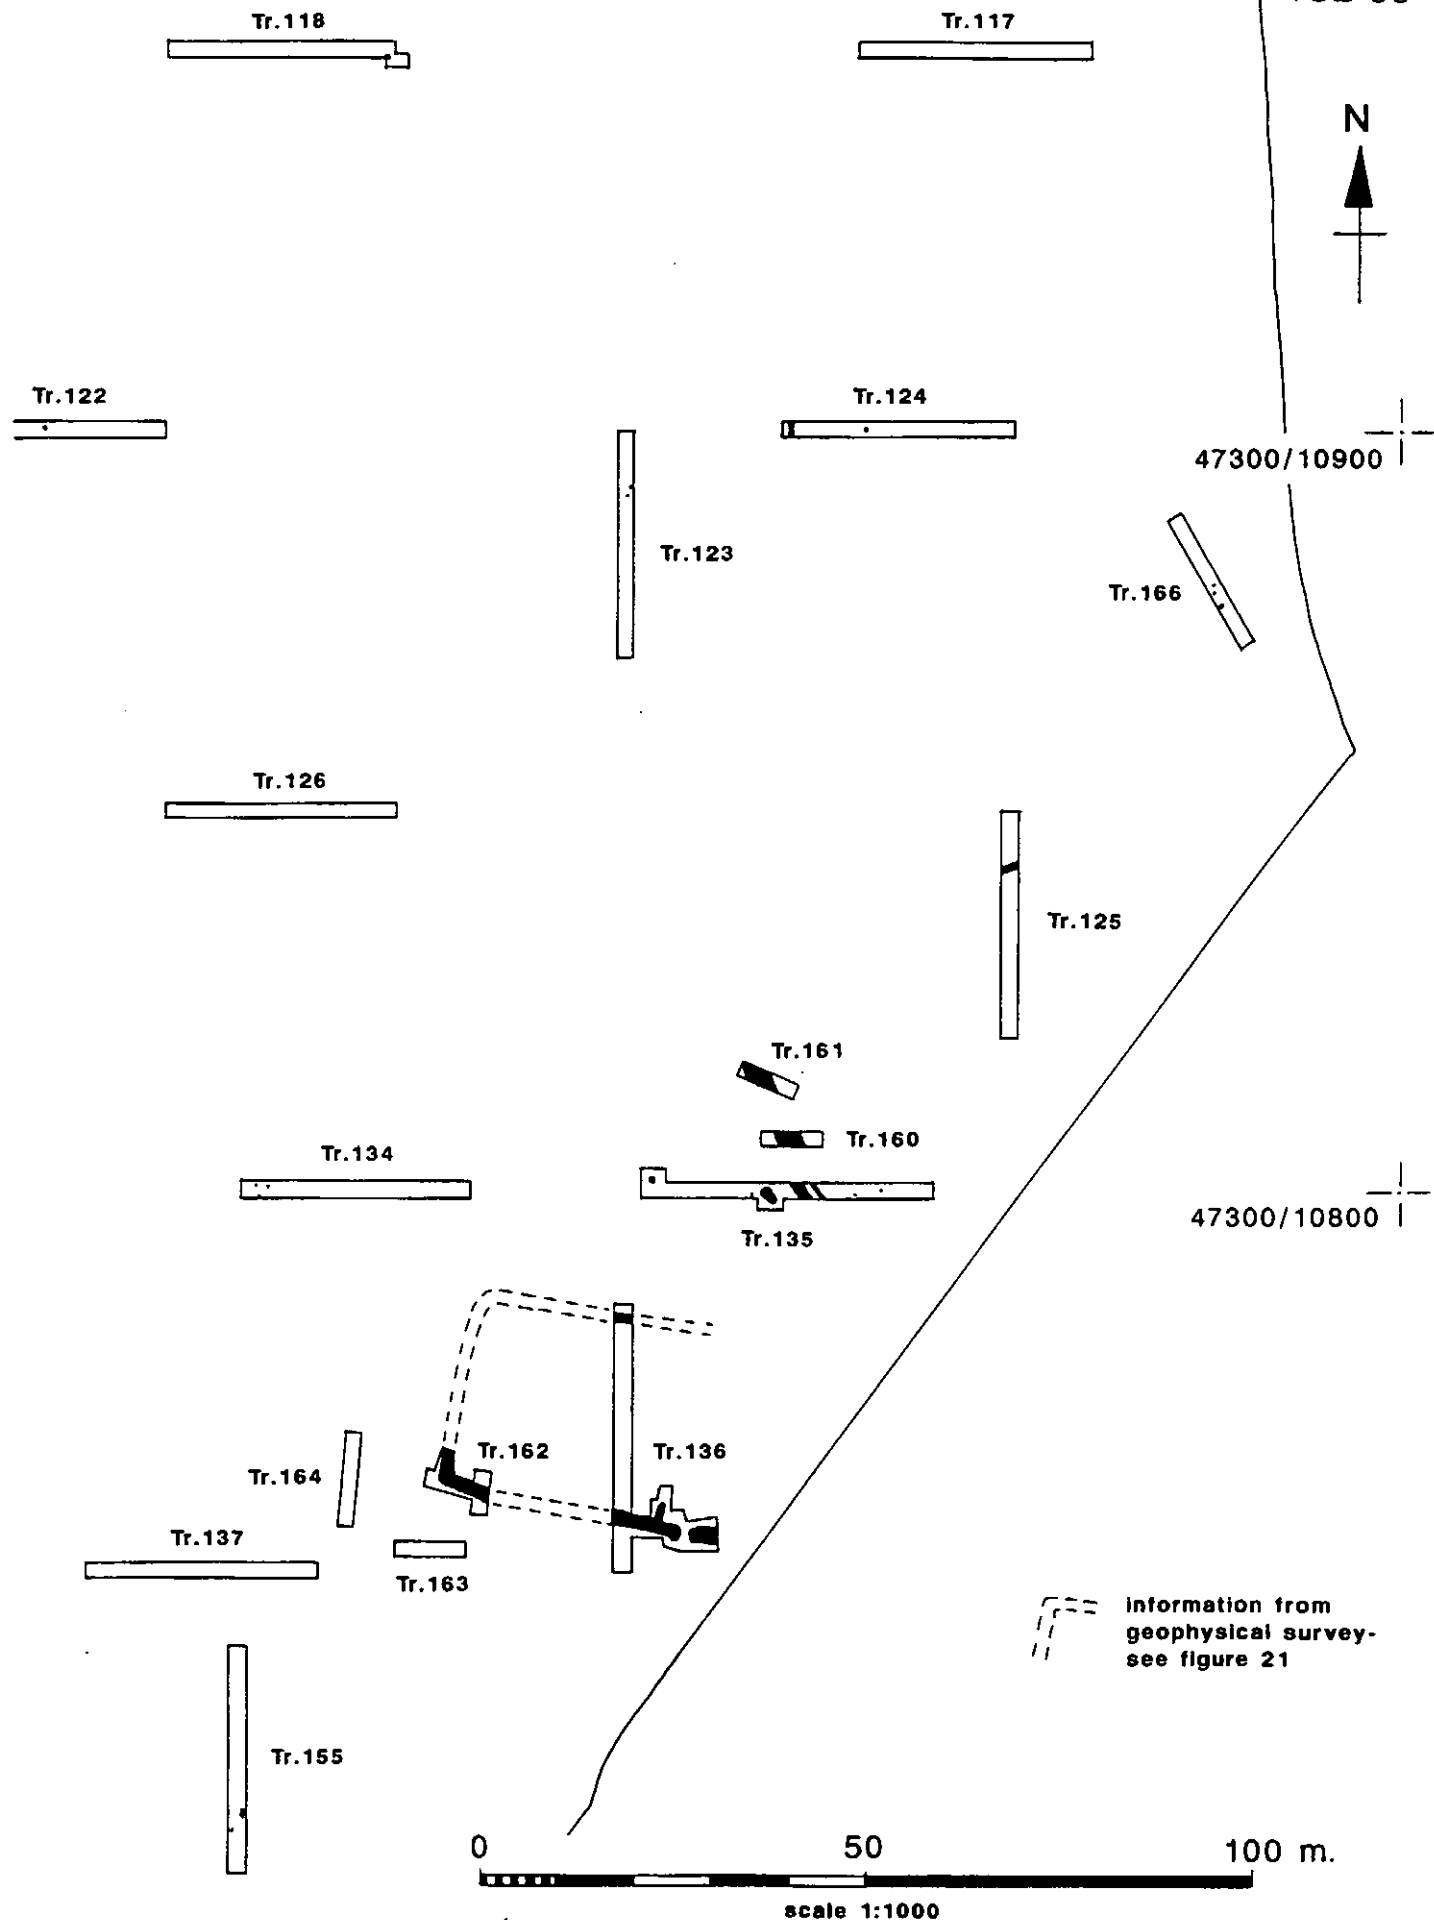 Tr.118
Tr.117
N
Tr.122
Tr.124
47300/10900
Tr.123
Tr.166
Tr.126
Tr.125
Tr.161
Tr.160
Tr.134
47300/10800
Tr.135
Tr.162
Tr.136
Tr.164
Tr.137
Tr.163
information from
geophysical survey-
see figure 21
Tr.155
0 50 100 m.
scale 1:1000